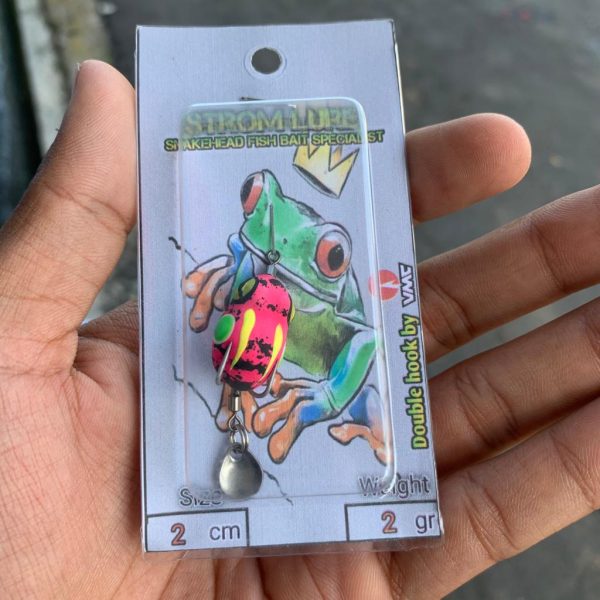 STROM LURE
SNAKEHEAD FISH BAIT SPECIALIST
Double hook by VMC
Size
Weight
2 cm
2 gr